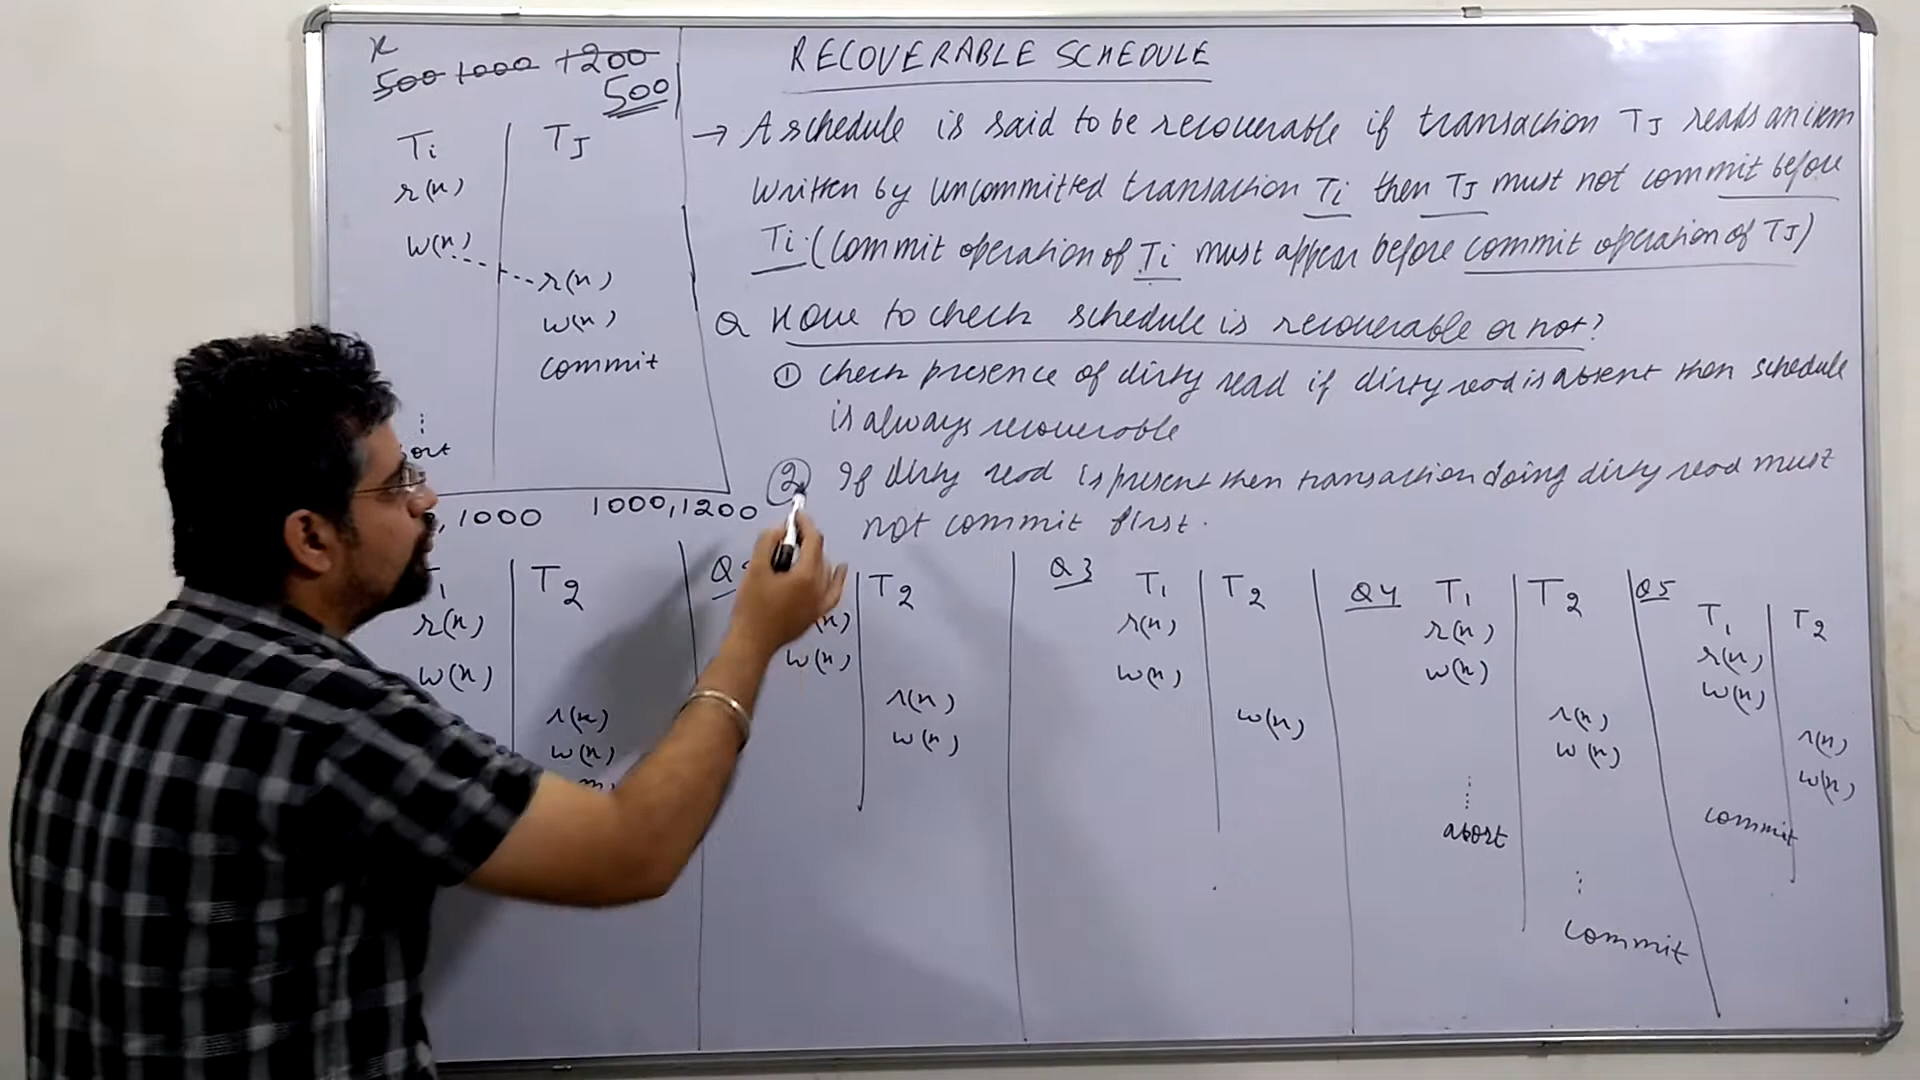 x
500 1000 1200
500
Ti TJ
r(x)
w(x)
r(x)
w(x)
commit
1000 1000,1200
RECOVERABLE SCHEDULE
→ A schedule is said to be recoverable if transaction TJ reads an item
written by uncommitted transaction Ti then TJ must not commit before
Ti. (Commit operation of Ti must appear before commit operation of TJ)
Q How to check schedule is recoverable or not?
① Check presence of dirty read if dirty read is absent then schedule
is always recoverable
② If dirty read is present then transaction doing dirty read must
not commit first.
T2
r(x)
w(x)
r(x)
w(x)
T2
w(x)
r(x)
w(x)
Q3 T1 T2
r(x)
w(x)
w(x)
Q4 T1 T2
r(x)
w(x)
r(x)
w(x)
abort
commit
Q5 T1 T2
r(x)
w(x)
r(x)
w(x)
commit